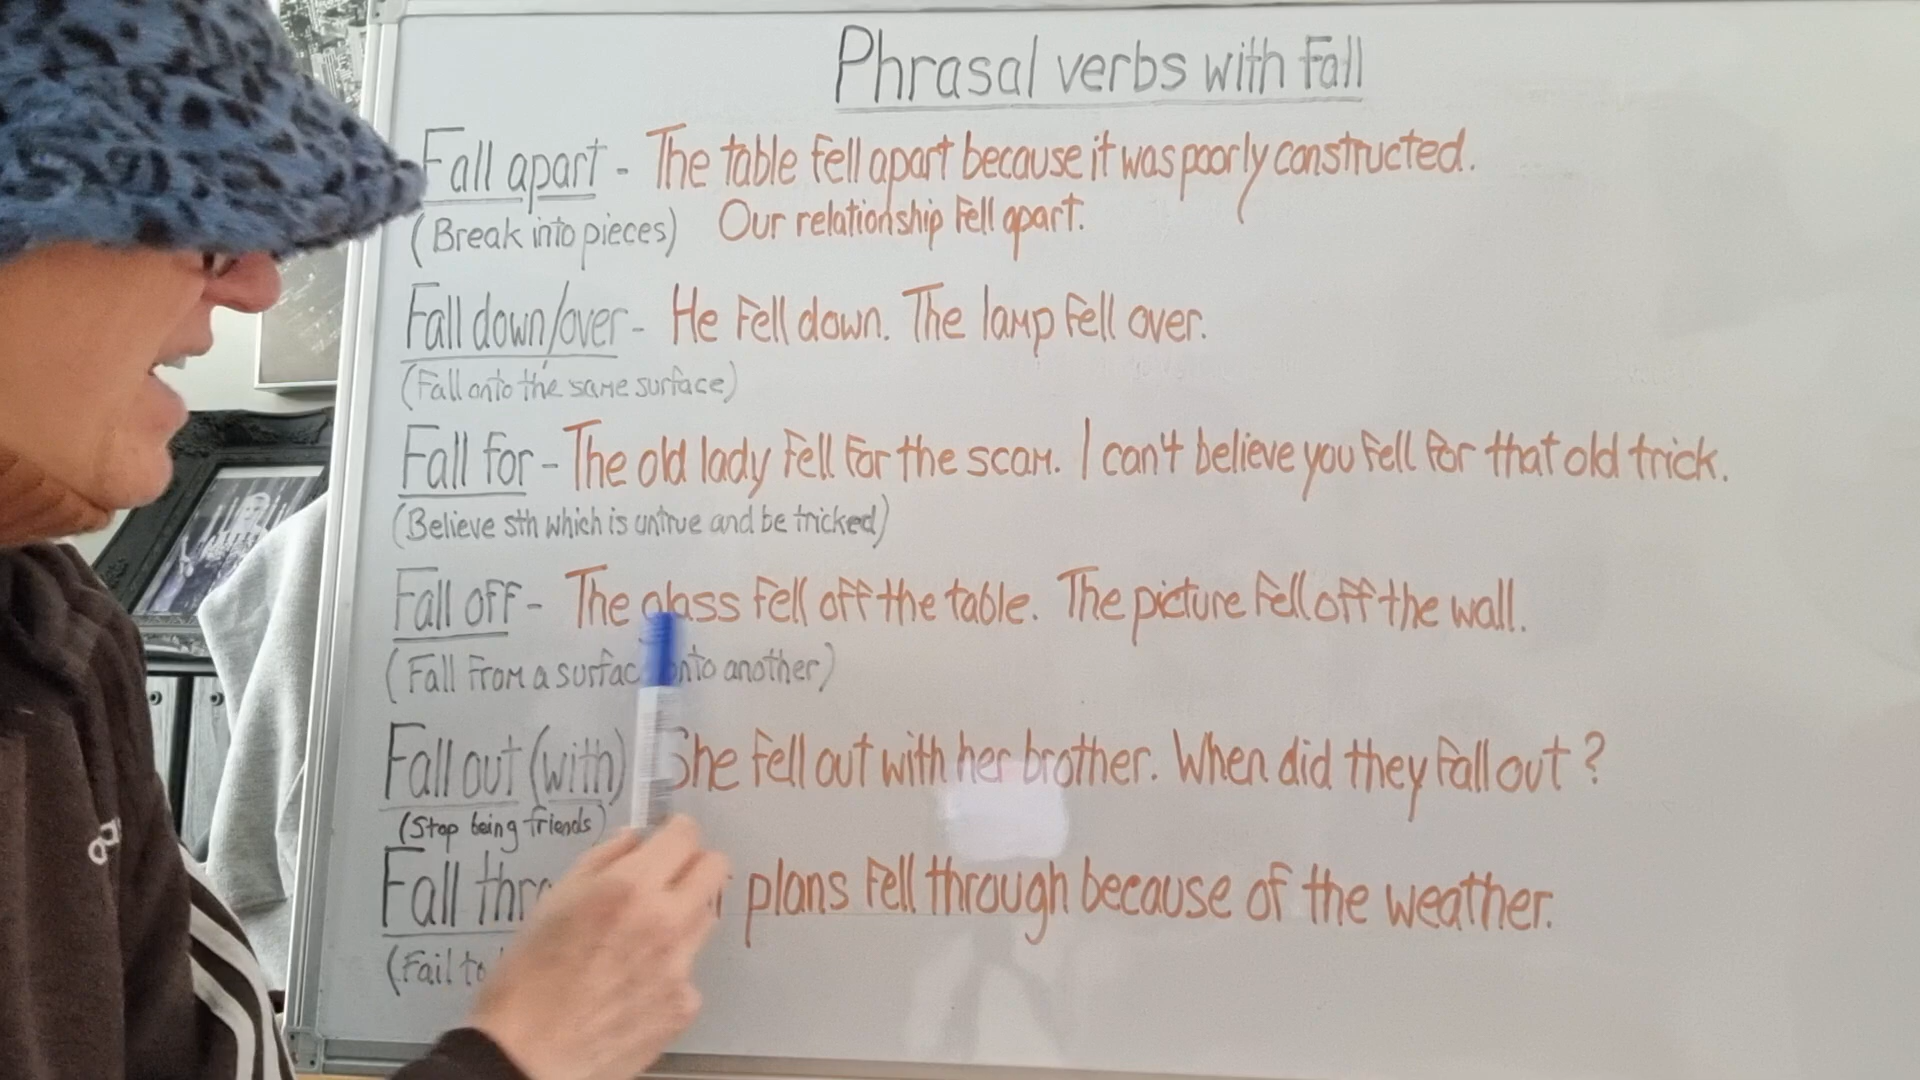 Phrasal verbs with Fall
Fall apart - The table fell apart because it was poorly constructed.
(Break into pieces) Our relationship fell apart.
Fall down/over - He fell down. The lamp fell over.
(Fall onto the same surface)
Fall for - The old lady fell for the scam. I can't believe you fell for that old trick.
(Believe sth which is untrue and be tricked)
Fall off - The glass fell off the table. The picture fell off the wall.
(Fall from a surface onto another)
Fall out (with) She fell out with her brother. When did they fall out?
(Stop being friends)
Fall plans fell through because of the weather.
(Fail to